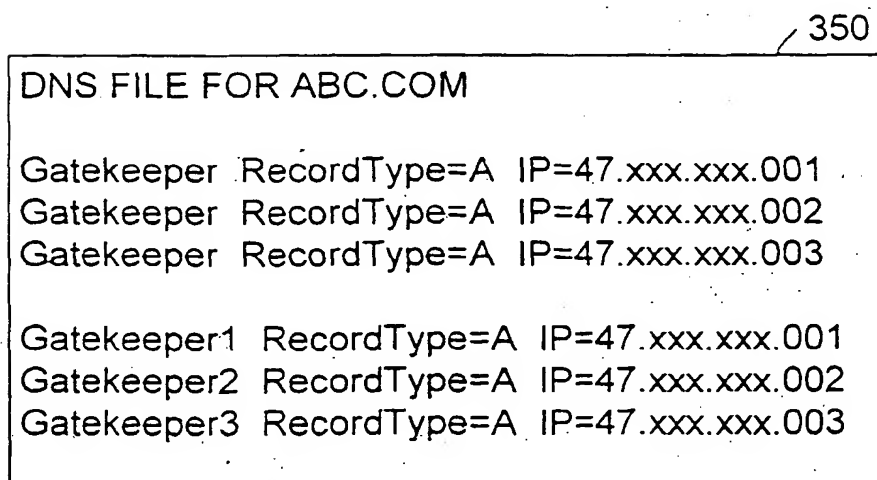 350
DNS FILE FOR ABC.COM
Gatekeeper RecordType=A IP=47.xxx.xxx.001
Gatekeeper RecordType=A IP=47.xxx.xxx.002
Gatekeeper RecordType=A IP=47.xxx.xxx.003
Gatekeeper1 RecordType=A IP=47.xxx.xxx.001
Gatekeeper2 RecordType=A IP=47.xxx.xxx.002
Gatekeeper3 RecordType=A IP=47.xxx.xxx.003